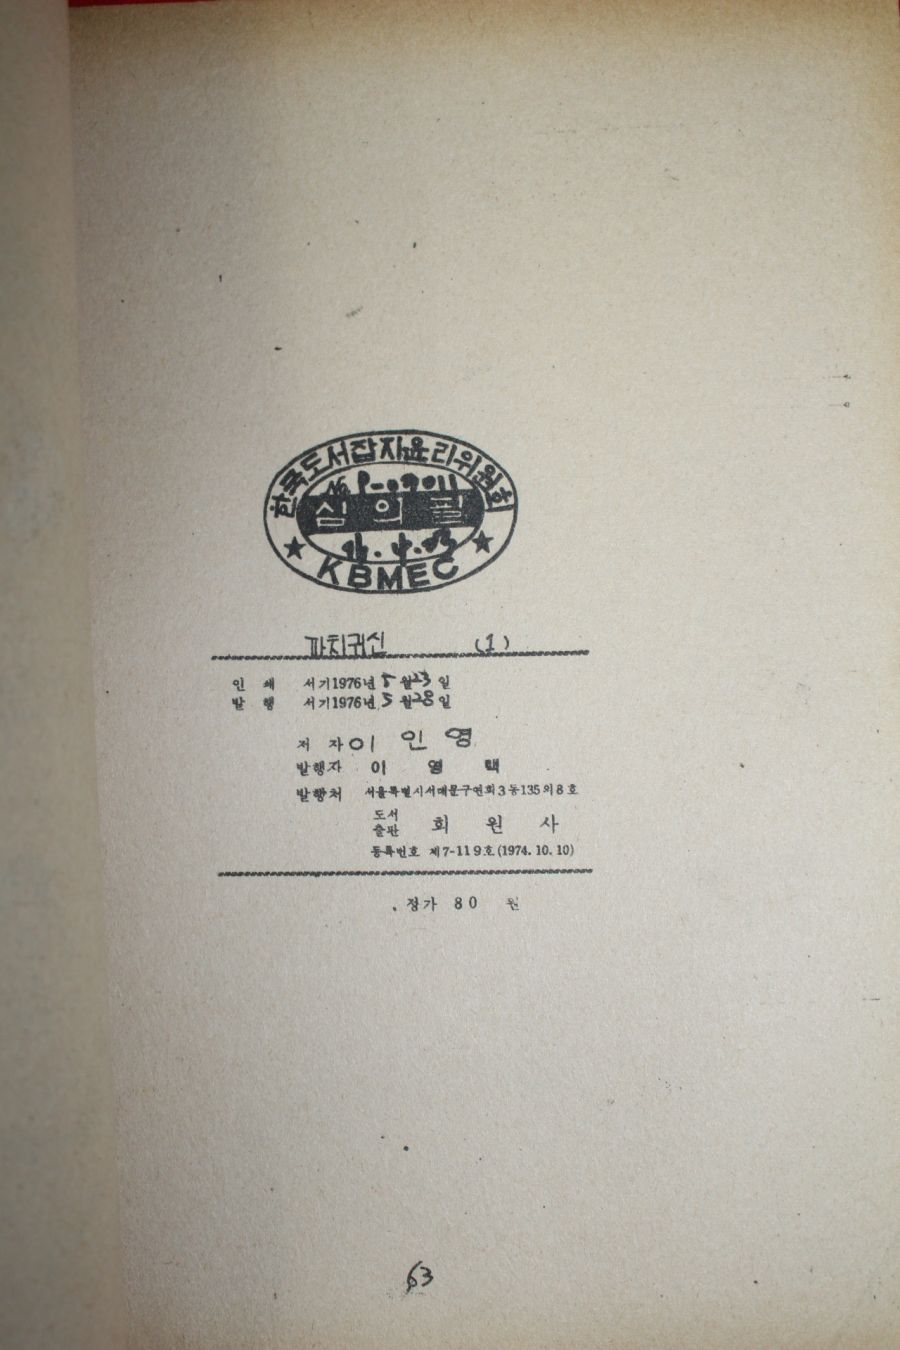 한국도서잡지윤리위원회
심의필
KBMEC
파치귀신 (1)
인 쇄 서기1976년 5월23일
발 행 서기1976년 5월28일
저 자 이 인 영
발행자 이 영 택
발행처 서울특별시서대문구연희3동135의8호
도서
출판 회 원 사
등록번호 제7-119호(1974. 10. 10)
정가 80 원
63